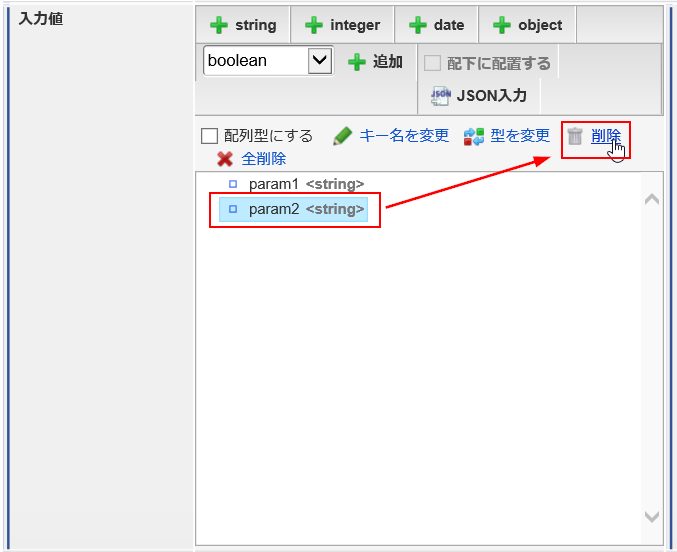 入力値
string integer date object
boolean 追加 配下に配置する
JSON JSON入力
配列型にする キー名を変更 型を変更 削除
全削除
param1 <string>
param2 <string>